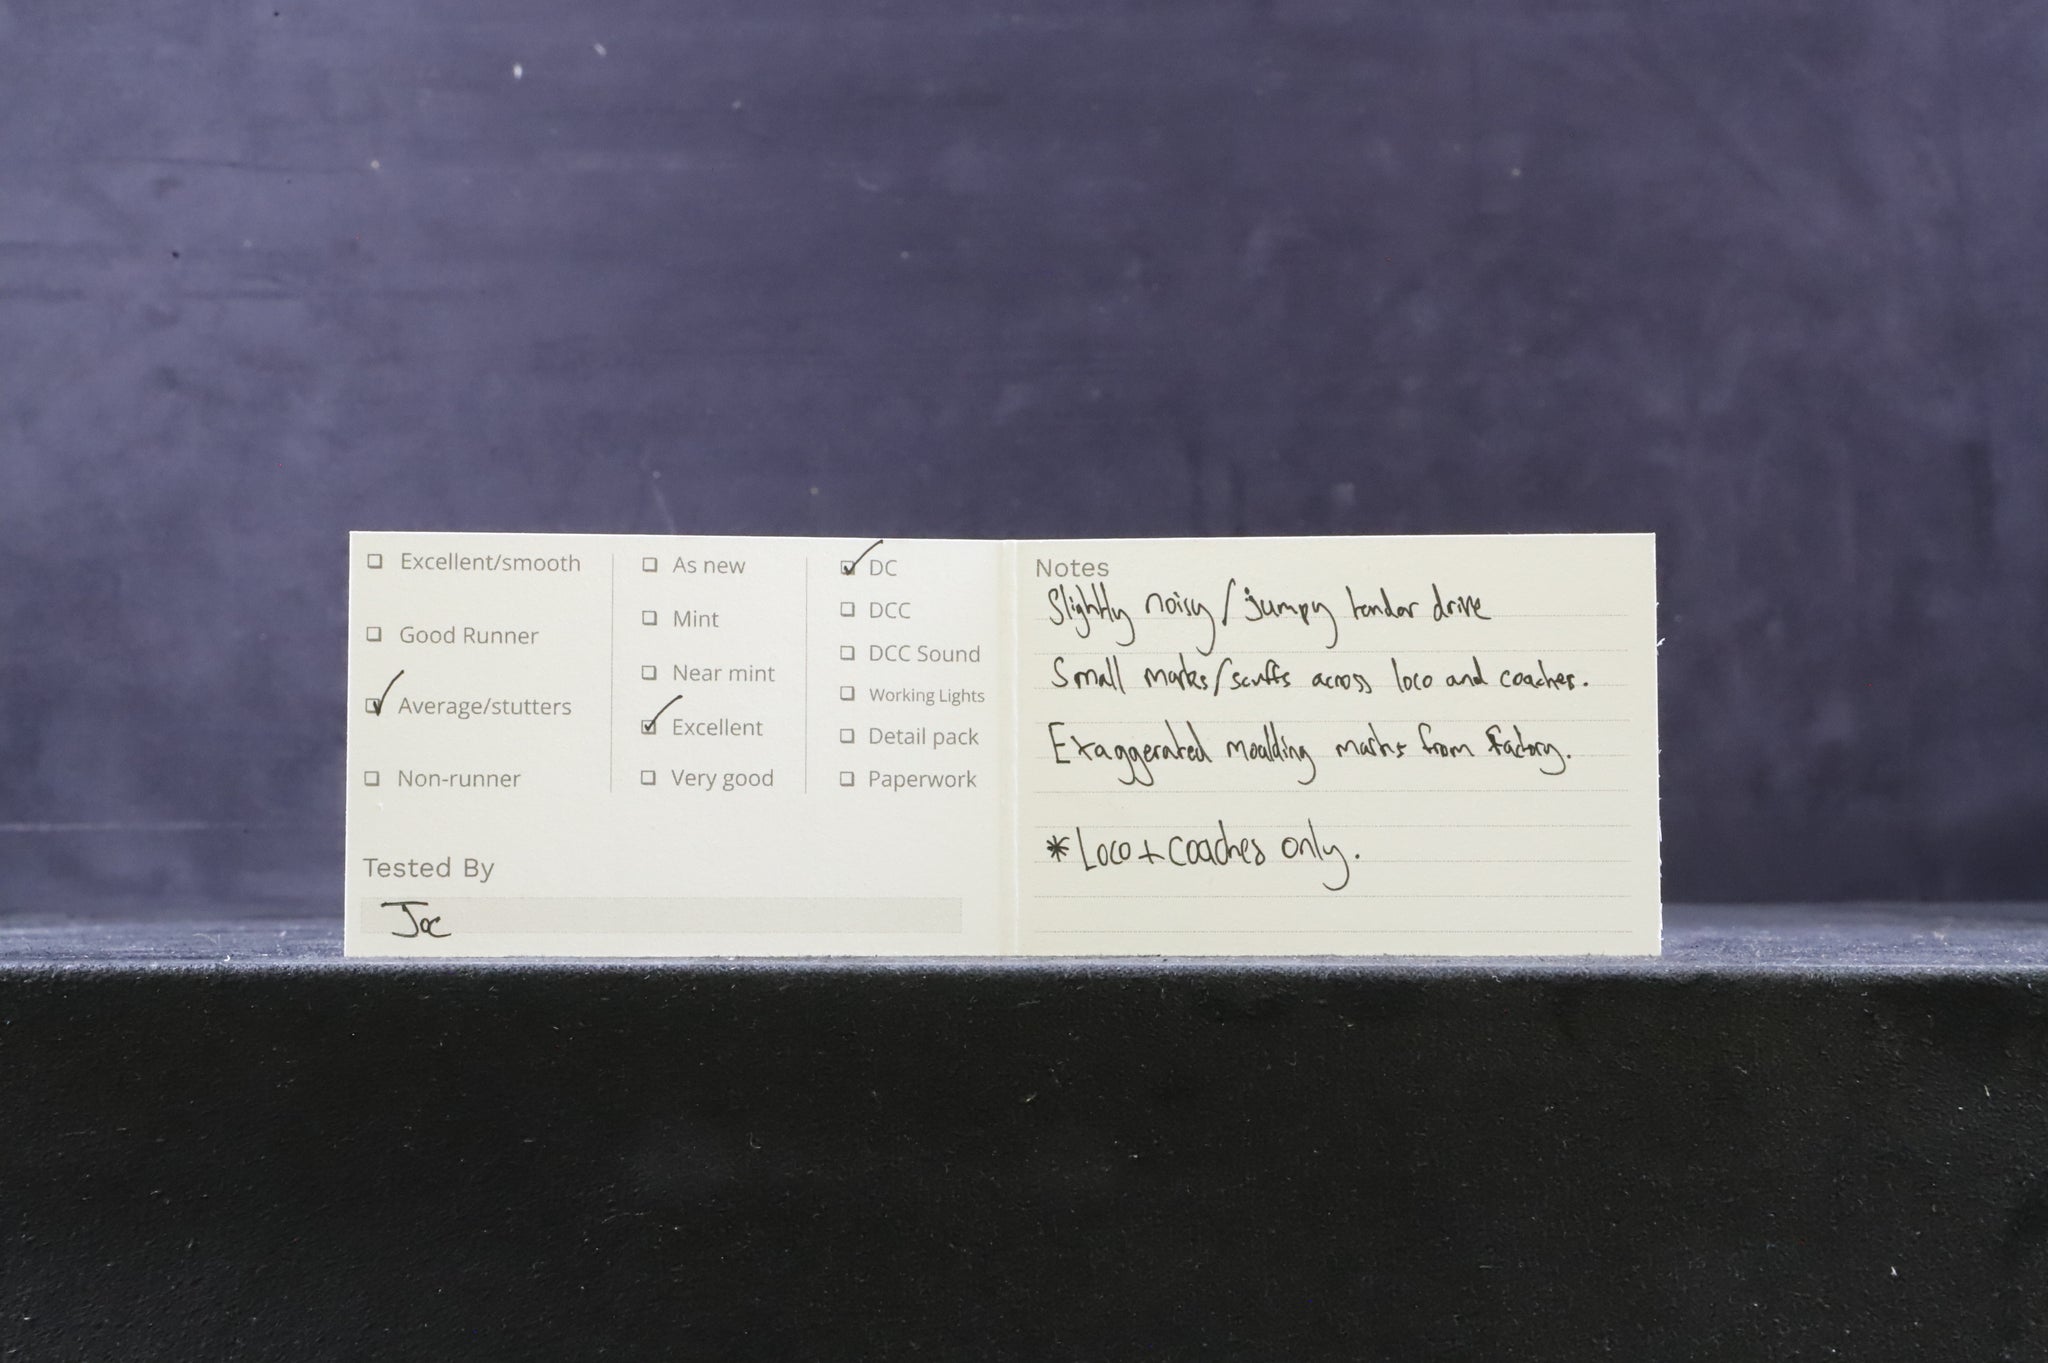 Excellent/smooth
Good Runner
Average/stutters
Non-runner
As new
Mint
Near mint
Excellent
Very good
DC
DCC
DCC Sound
Working Lights
Detail pack
Paperwork
Tested By
Joe
Notes
Slightly noisy/jumpy tendar drive
Small marks/scuffs across loco and coaches.
Exaggerated moulding marks from factory.
*Loco + coaches only.